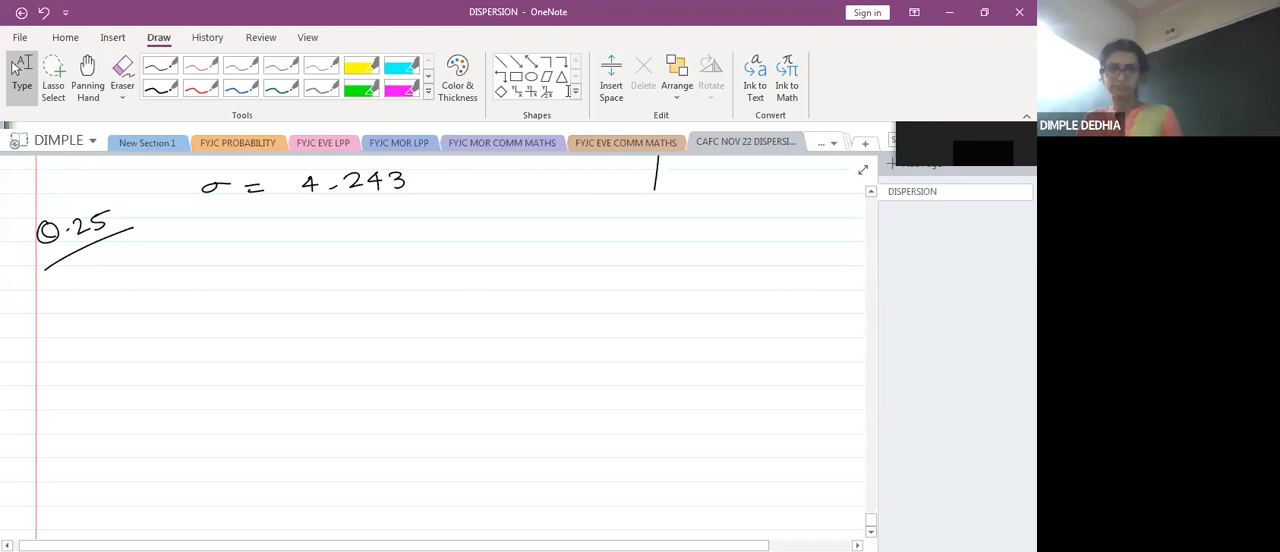 DISPERSION - OneNote
Sign in
File Home Insert Draw History Review View
Type
Lasso Select
Panning Hand
Eraser
Color & Thickness
Insert Space
Delete
Arrange
Rotate
Ink to Text
Ink to Math
Tools
Shapes
Edit
Convert
DIMPLE DEDHIA
DIMPLE
New Section 1
FYJC PROBABILITY
FYJC EVE LPP
FYJC MOR LPP
FYJC MOR COMM MATHS
FYJC EVE COMM MATHS
CAFC NOV 22 DISPERSI...
DISPERSION
σ = 4.243
Q.25